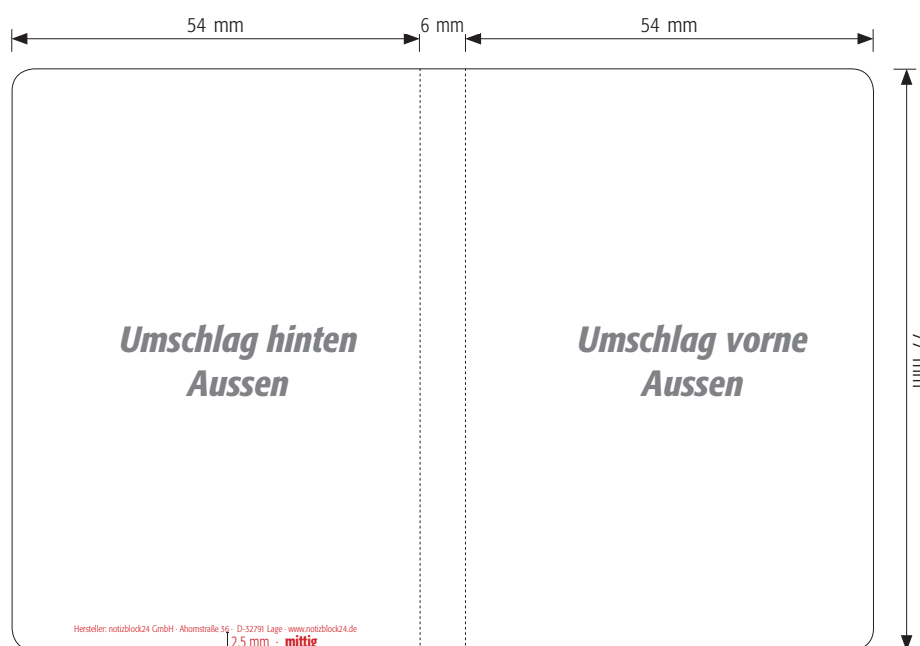 54 mm
6 mm
54 mm
Umschlag hinten
Aussen
Umschlag vorne
Aussen
mm
Hersteller: notizblock24 GmbH · Ahornstraße 36 · D-32791 Lage · www.notizblock24.de
2,5 mm · mittig